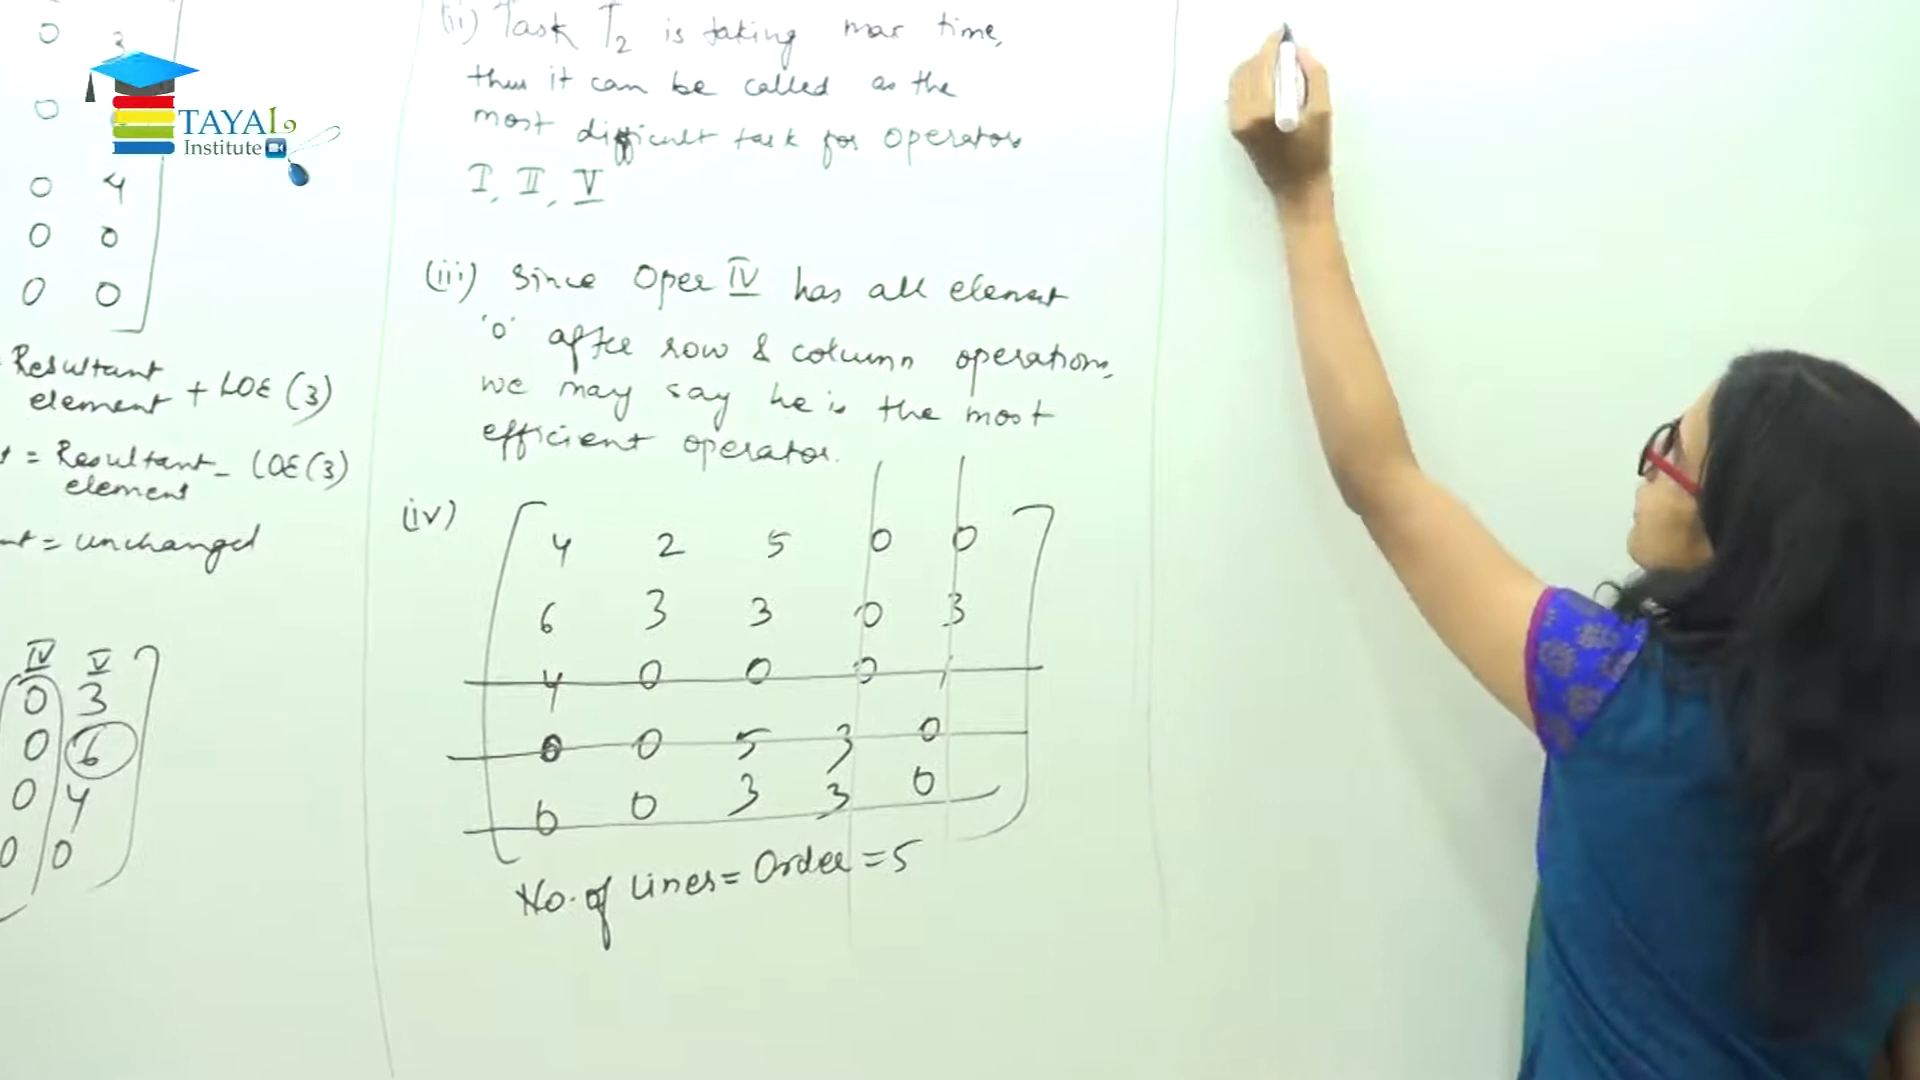 0 3
0
TAYAL
Institute
0 4
0 0
0 0
Resultant
element + LOE (3)
= Resultant - LOE (3)
element
= unchanged
IV V
0 3
0 6
0 4
0 0
(ii) Task T2 is taking max time,
thus it can be called as the
most difficult task for operators
I, II, V
(iii) Since Oper IV has all element
'0' after row & column operations,
we may say he is the most
efficient operator.
(iv)
4 2 5 0 0
6 3 3 0 3
4 0 0 0 1
0 0 5 3 0
0 0 3 3 0
No. of lines = Order = 5